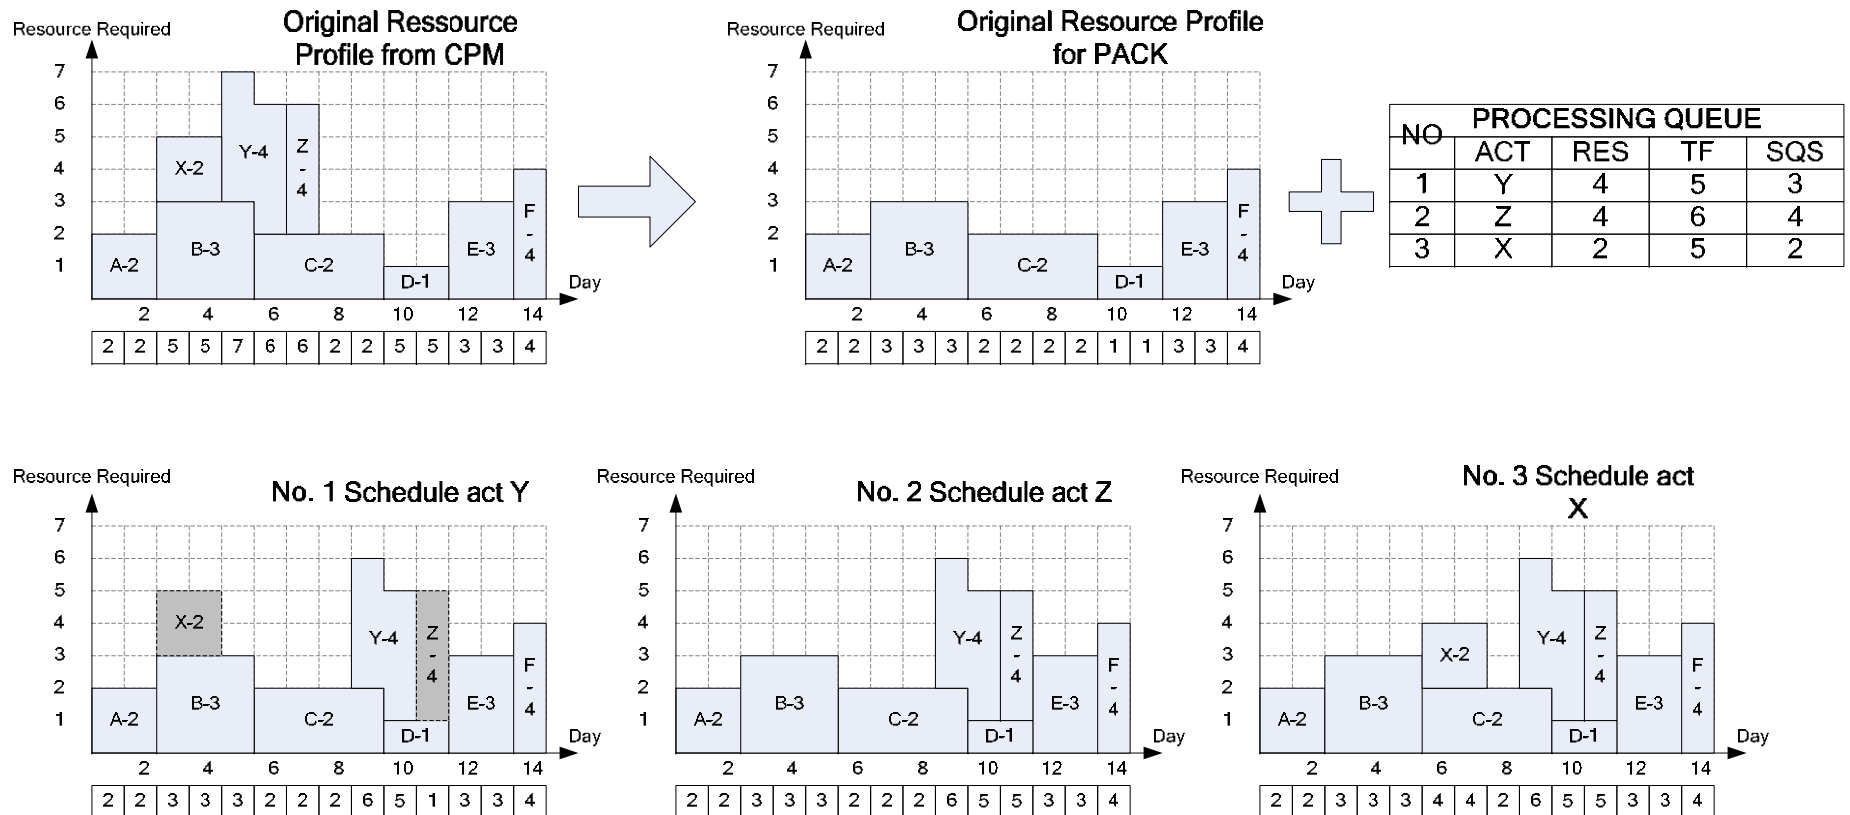 Resource Required
Original Ressource
Profile from CPM
7
6
5
4
3
2
1
A-2
X-2
B-3
Y-4
Z
-
4
C-2
D-1
E-3
F
-
4
Day
2 4 6 8 10 12 14
2 2 5 5 7 6 6 2 2 5 5 3 3 4
Resource Required
Original Resource Profile
for PACK
7
6
5
4
3
2
1
A-2
B-3
C-2
D-1
E-3
F
-
4
Day
2 4 6 8 10 12 14
2 2 3 3 3 2 2 2 2 1 1 3 3 4
NO PROCESSING QUEUE
ACT RES TF SQS
1 Y 4 5 3
2 Z 4 6 4
3 X 2 5 2
Resource Required
No. 1 Schedule act Y
7
6
5
4
3
2
1
A-2
X-2
B-3
C-2
Y-4
Z
-
4
D-1
E-3
F
-
4
Day
2 4 6 8 10 12 14
2 2 3 3 3 2 2 2 6 5 1 3 3 4
Resource Required
No. 2 Schedule act Z
7
6
5
4
3
2
1
A-2
B-3
C-2
Y-4
Z
-
4
D-1
E-3
F
-
4
Day
2 4 6 8 10 12 14
2 2 3 3 3 2 2 2 6 5 5 3 3 4
Resource Required
No. 3 Schedule act
X
7
6
5
4
3
2
1
A-2
B-3
X-2
C-2
Y-4
Z
-
4
D-1
E-3
F
-
4
Day
2 4 6 8 10 12 14
2 2 3 3 3 4 4 2 6 5 5 3 3 4